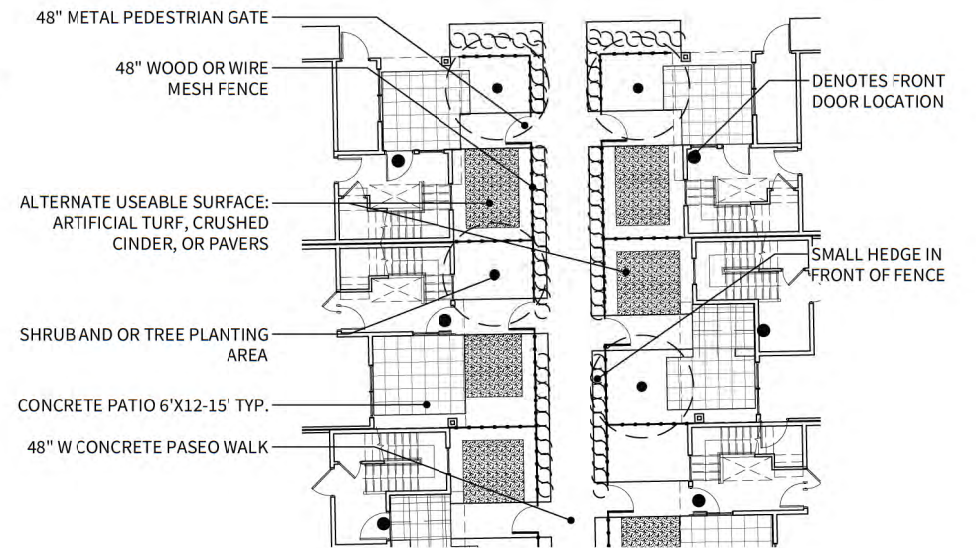 48" METAL PEDESTRIAN GATE
48" WOOD OR WIRE
MESH FENCE
ALTERNATE USEABLE SURFACE:
ARTIFICIAL TURF, CRUSHED
CINDER, OR PAVERS
SHRUB AND OR TREE PLANTING
AREA
CONCRETE PATIO 6'X12-15' TYP.
48" W CONCRETE PASEO WALK
DENOTES FRONT
DOOR LOCATION
SMALL HEDGE IN
FRONT OF FENCE